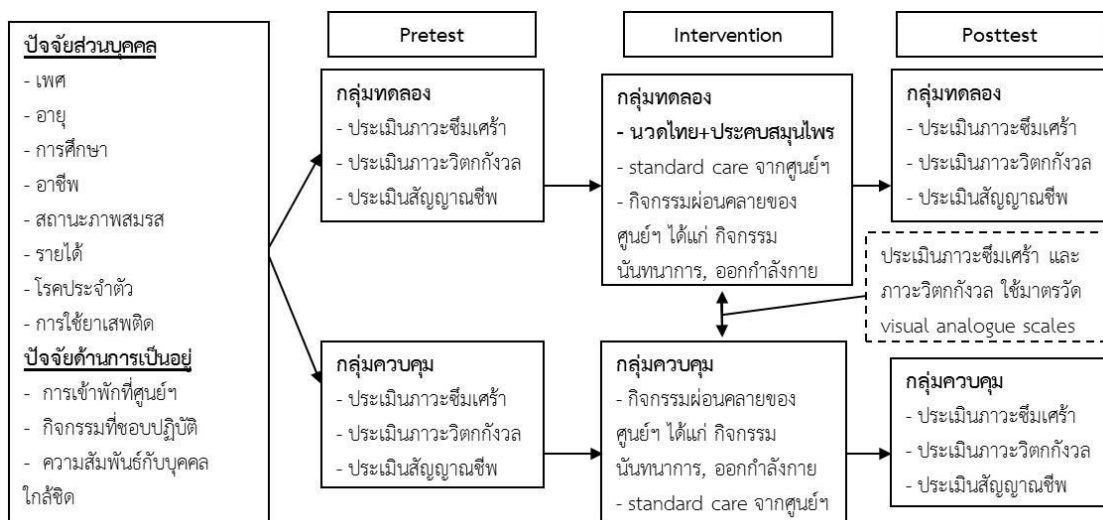 ปัจจัยส่วนบุคคล
- เพศ
- อายุ
- การศึกษา
- อาชีพ
- สถานะภาพสมรส
- รายได้
- โรคประจำตัว
- การใช้ยาเสพติด
ปัจจัยด้านการเป็นอยู่
- การเข้าพักที่ศูนย์ฯ
- กิจกรรมที่ชอบปฏิบัติ
- ความสัมพันธ์กับบุคคล
ใกล้ชิด
Pretest
กลุ่มทดลอง
- ประเมินภาวะซึมเศร้า
- ประเมินภาวะวิตกกังวล
- ประเมินสัญญาณชีพ
กลุ่มควบคุม
- ประเมินภาวะซึมเศร้า
- ประเมินภาวะวิตกกังวล
- ประเมินสัญญาณชีพ
Intervention
กลุ่มทดลอง
- นวดไทย+ประคบสมุนไพร
- standard care จากศูนย์ฯ
- กิจกรรมผ่อนคลายของ
ศูนย์ฯ ได้แก่ กิจกรรม
นันทนาการ, ออกกำลังกาย
กลุ่มควบคุม
- กิจกรรมผ่อนคลายของ
ศูนย์ฯ ได้แก่ กิจกรรม
นันทนาการ, ออกกำลังกาย
- standard care จากศูนย์ฯ
Posttest
กลุ่มทดลอง
- ประเมินภาวะซึมเศร้า
- ประเมินภาวะวิตกกังวล
- ประเมินสัญญาณชีพ
ประเมินภาวะซึมเศร้า และ
ภาวะวิตกกังวล ใช้มาตรวัด
visual analogue scales
กลุ่มควบคุม
- ประเมินภาวะซึมเศร้า
- ประเมินภาวะวิตกกังวล
- ประเมินสัญญาณชีพ